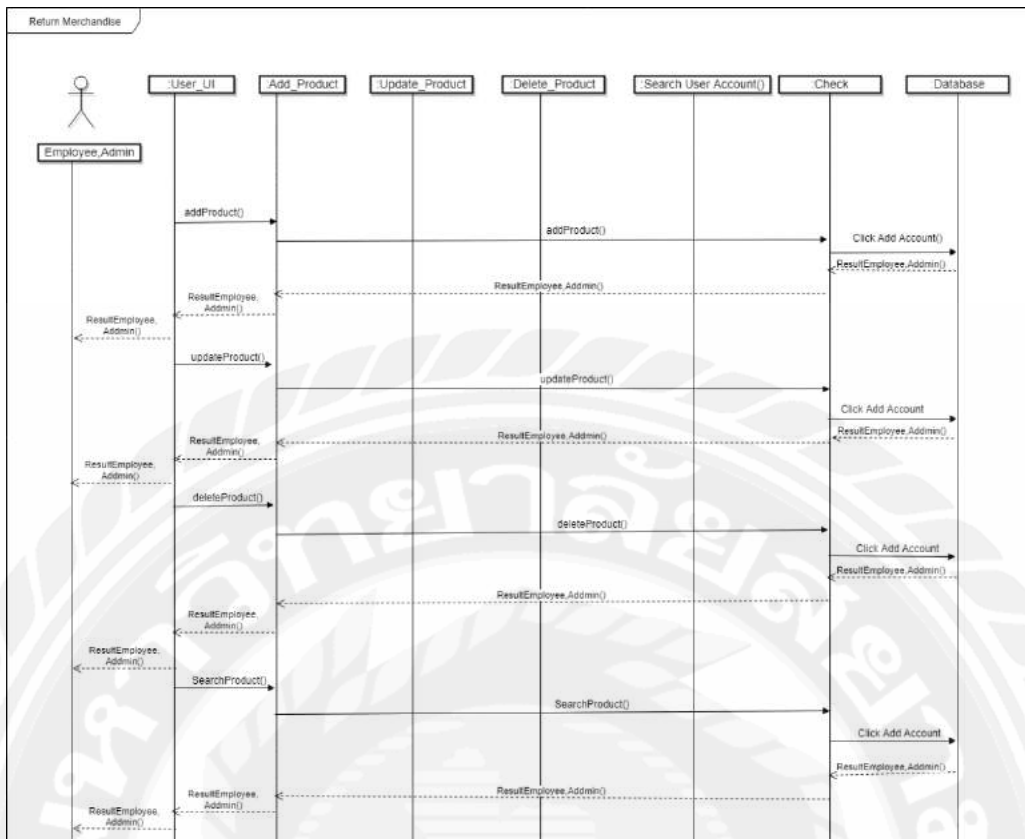 Return Merchandise
:User_UI
:Add_Product
:Update_Product
:Delete_Product
:Search User Account()
:Check
:Database
Employee,Admin
addProduct()
addProduct()
Click Add Account()
ResultEmployee,Addmin()
ResultEmployee,Addmin()
ResultEmployee,
Addmin()
ResultEmployee,
Addmin()
updateProduct()
updateProduct()
Click Add Account
ResultEmployee,Addmin()
ResultEmployee,Addmin()
ResultEmployee,
Addmin()
ResultEmployee,
Addmin()
deleteProduct()
deleteProduct()
Click Add Account
ResultEmployee,Addmin()
ResultEmployee,Addmin()
ResultEmployee,
Addmin()
ResultEmployee,
Addmin()
SearchProduct()
SearchProduct()
Click Add Account
ResultEmployee,Addmin()
ResultEmployee,Addmin()
ResultEmployee,
Addmin()
ResultEmployee,
Addmin()